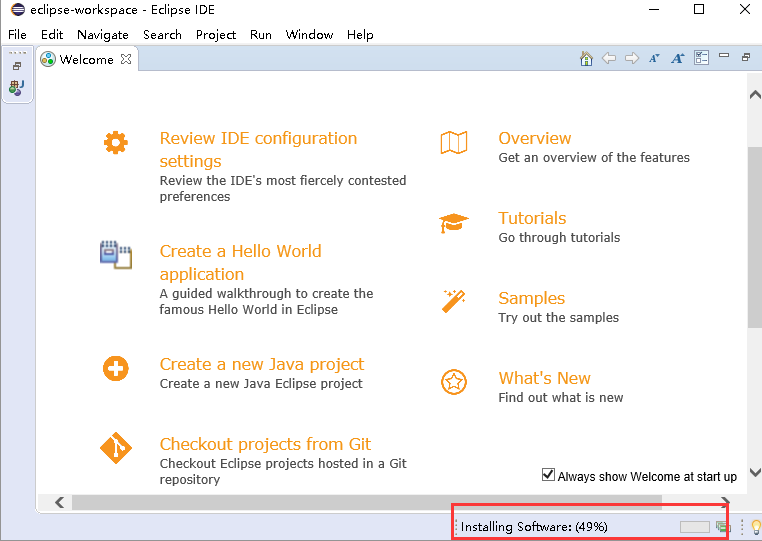 eclipse-workspace - Eclipse IDE
File Edit Navigate Search Project Run Window Help
Welcome
Review IDE configuration
settings
Review the IDE's most fiercely contested
preferences
Create a Hello World
application
A guided walkthrough to create the
famous Hello World in Eclipse
Create a new Java project
Create a new Java Eclipse project
Checkout projects from Git
Checkout Eclipse projects hosted in a Git
repository
Overview
Get an overview of the features
Tutorials
Go through tutorials
Samples
Try out the samples
What's New
Find out what is new
Always show Welcome at start up
Installing Software: (49%)